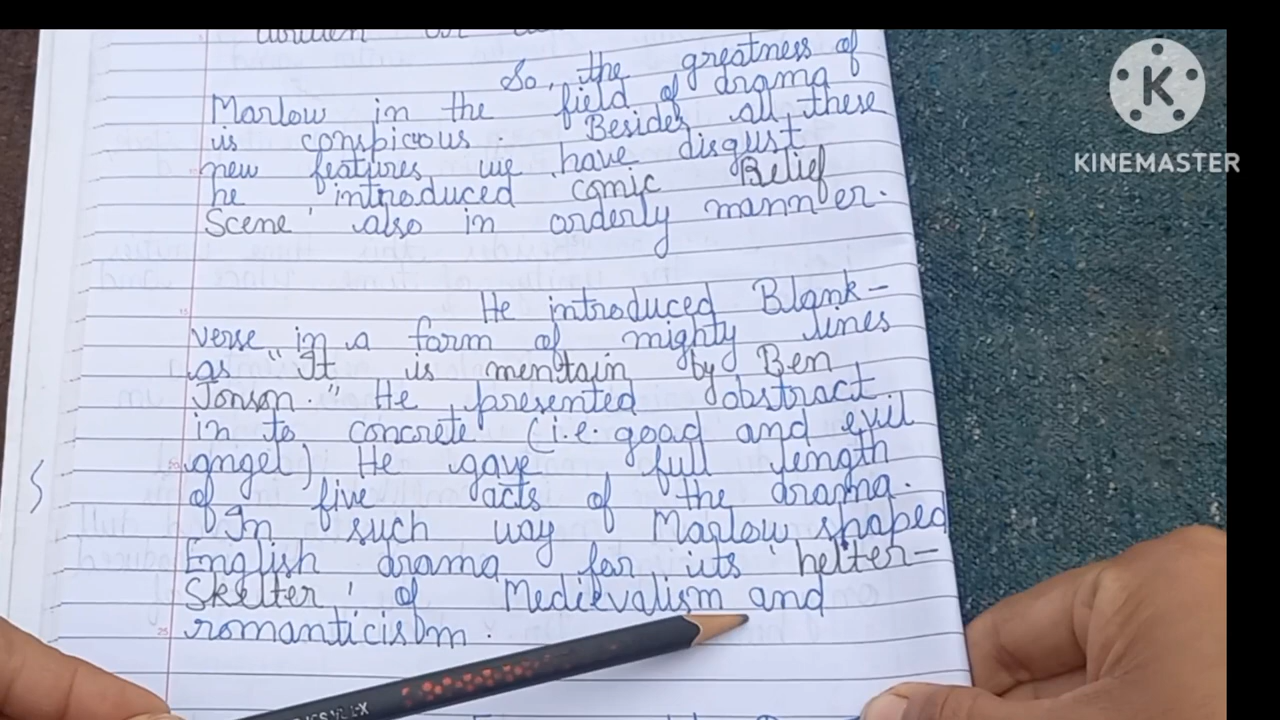 written
So, the greatness of
Marlow in the field of drama
is conspicous. Besides all these
new features we have disgust
he introduced comic Belief
Scene' also in orderly mannber.
He introduced Blank-
verse in a form of mighty lines
as "It is mentain by Ben
Jonson." He presented abstract
in to concrete (i.e. good and evil
angel) He gave full length
of five acts of the drama.
In such way Marlow shaped
English drama for its 'helter-
Skelter' of Medievalism and
romanticism.
K
KINEMASTER